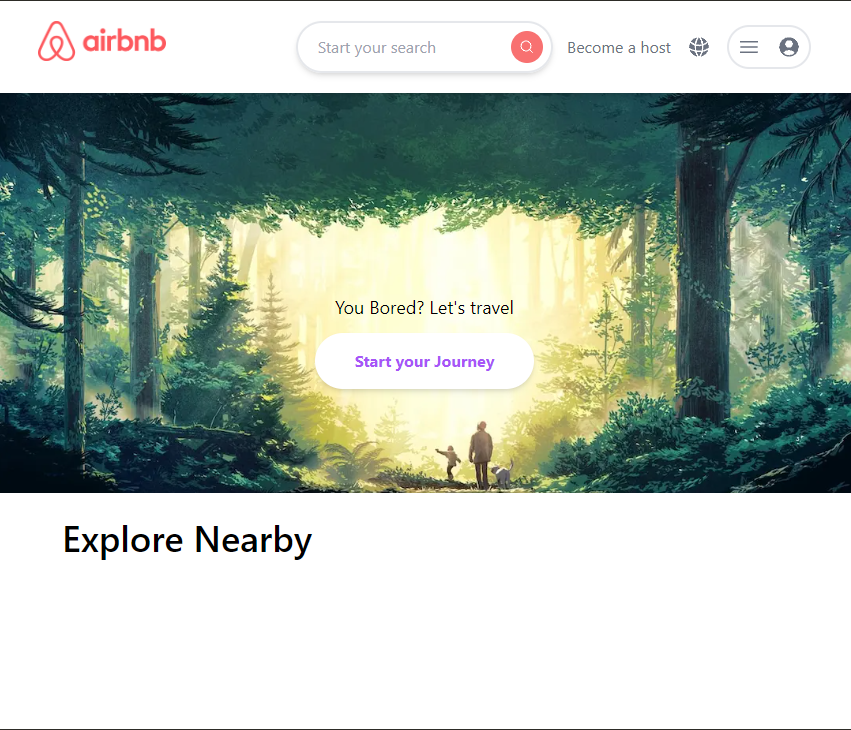 airbnb
Start your search
Become a host
You Bored? Let's travel
Start your Journey
Explore Nearby